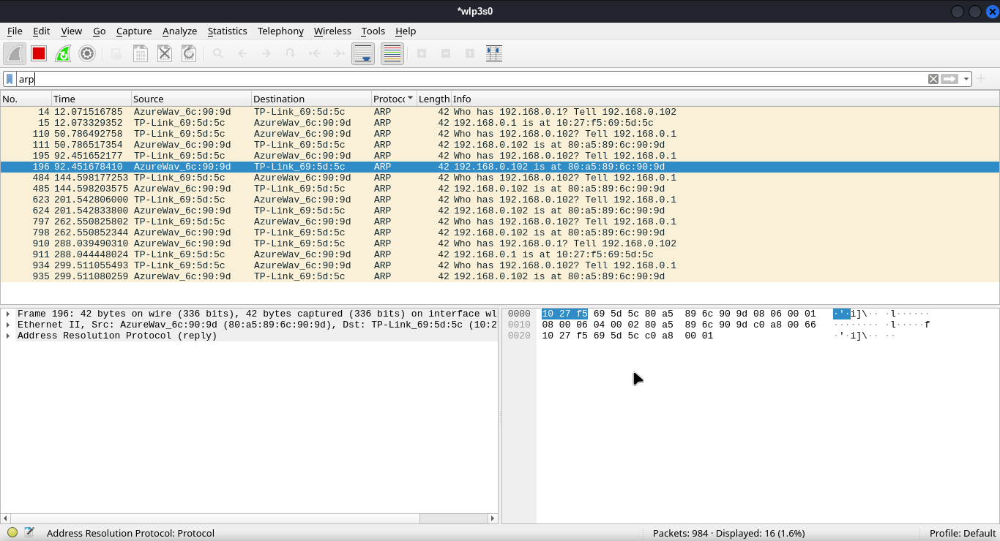 *wlp3s0
File Edit View Go Capture Analyze Statistics Telephony Wireless Tools Help
arp
No. Time Source Destination Protoc Length Info
14 12.071516785 AzureWav_6c:90:9d TP-Link_69:5d:5c ARP 42 Who has 192.168.0.1? Tell 192.168.0.102
15 12.073329352 TP-Link_69:5d:5c AzureWav_6c:90:9d ARP 42 192.168.0.1 is at 10:27:f5:69:5d:5c
110 50.786492758 TP-Link_69:5d:5c AzureWav_6c:90:9d ARP 42 Who has 192.168.0.102? Tell 192.168.0.1
111 50.786517354 AzureWav_6c:90:9d TP-Link_69:5d:5c ARP 42 192.168.0.102 is at 80:a5:89:6c:90:9d
195 92.451652177 TP-Link_69:5d:5c AzureWav_6c:90:9d ARP 42 Who has 192.168.0.102? Tell 192.168.0.1
196 92.451678410 AzureWav_6c:90:9d TP-Link_69:5d:5c ARP 42 192.168.0.102 is at 80:a5:89:6c:90:9d
484 144.598177253 TP-Link_69:5d:5c AzureWav_6c:90:9d ARP 42 Who has 192.168.0.102? Tell 192.168.0.1
485 144.598203575 AzureWav_6c:90:9d TP-Link_69:5d:5c ARP 42 192.168.0.102 is at 80:a5:89:6c:90:9d
623 201.542806000 TP-Link_69:5d:5c AzureWav_6c:90:9d ARP 42 Who has 192.168.0.102? Tell 192.168.0.1
624 201.542833800 AzureWav_6c:90:9d TP-Link_69:5d:5c ARP 42 192.168.0.102 is at 80:a5:89:6c:90:9d
797 262.550825802 TP-Link_69:5d:5c AzureWav_6c:90:9d ARP 42 Who has 192.168.0.102? Tell 192.168.0.1
798 262.550852344 AzureWav_6c:90:9d TP-Link_69:5d:5c ARP 42 192.168.0.102 is at 80:a5:89:6c:90:9d
910 288.039490310 AzureWav_6c:90:9d TP-Link_69:5d:5c ARP 42 Who has 192.168.0.1? Tell 192.168.0.102
911 288.044448024 TP-Link_69:5d:5c AzureWav_6c:90:9d ARP 42 192.168.0.1 is at 10:27:f5:69:5d:5c
934 299.511055493 TP-Link_69:5d:5c AzureWav_6c:90:9d ARP 42 Who has 192.168.0.102? Tell 192.168.0.1
935 299.511080259 AzureWav_6c:90:9d TP-Link_69:5d:5c ARP 42 192.168.0.102 is at 80:a5:89:6c:90:9d
Frame 196: 42 bytes on wire (336 bits), 42 bytes captured (336 bits) on interface wl
Ethernet II, Src: AzureWav_6c:90:9d (80:a5:89:6c:90:9d), Dst: TP-Link_69:5d:5c (10:2
Address Resolution Protocol (reply)
0000 10 27 f5 69 5d 5c 80 a5 89 6c 90 9d 08 06 00 01 ·'·i]\·· ·l······
0010 08 00 06 04 00 02 80 a5 89 6c 90 9d c0 a8 00 66 ········ ·l·····f
0020 10 27 f5 69 5d 5c c0 a8 00 01 ·'·i]\·· ··
Address Resolution Protocol: Protocol
Packets: 984 · Displayed: 16 (1.6%)
Profile: Default